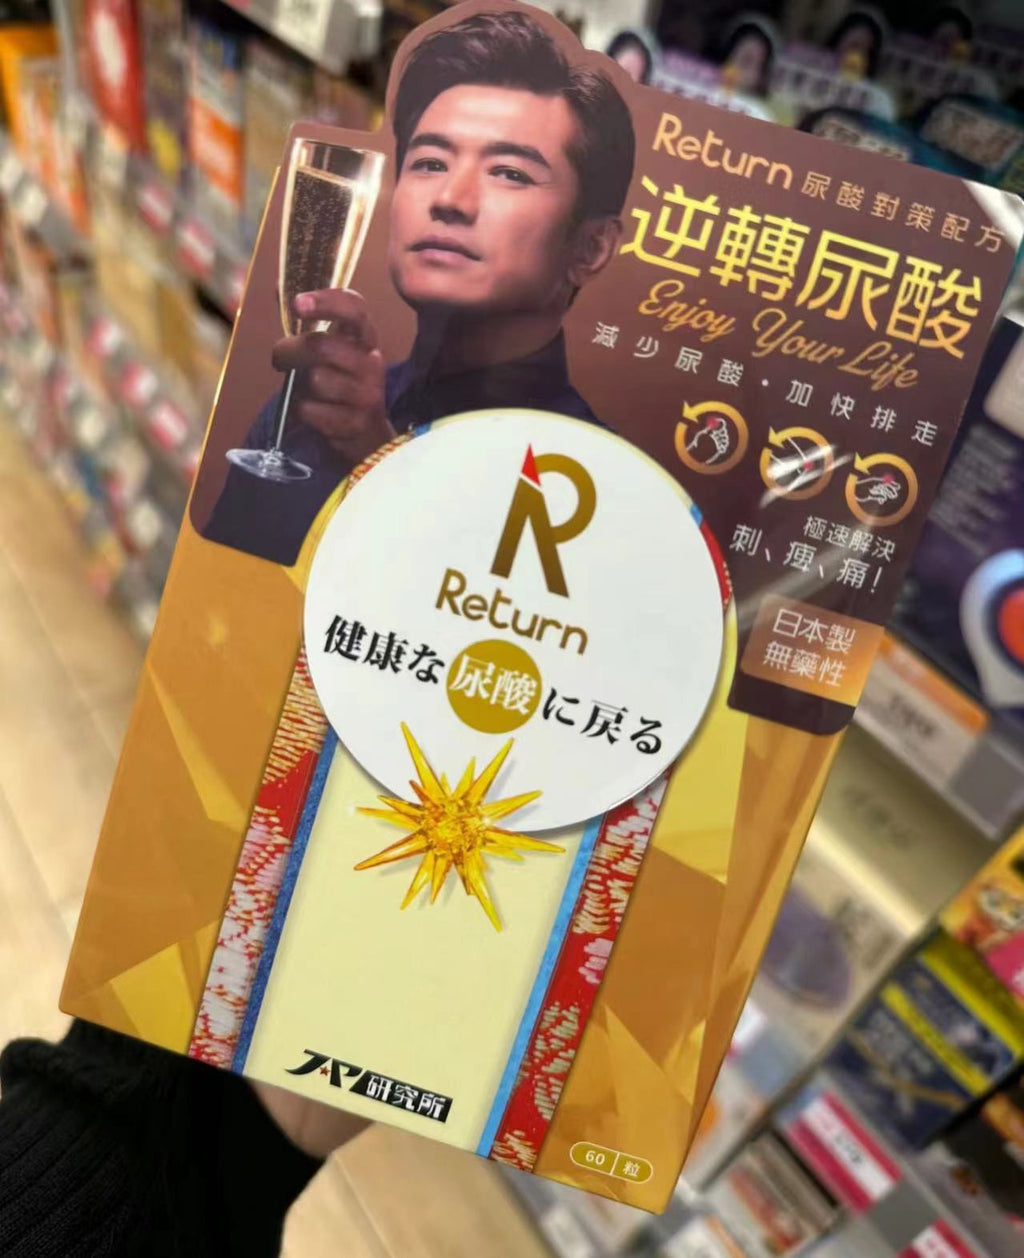 Return 尿酸對策配方
逆轉尿酸
Enjoy Your Life
減少尿酸・加快排走
極速解決
刺、痺、痛！
日本製
無藥性
Return
健康な尿酸に戻る
フヤ研究所
60粒